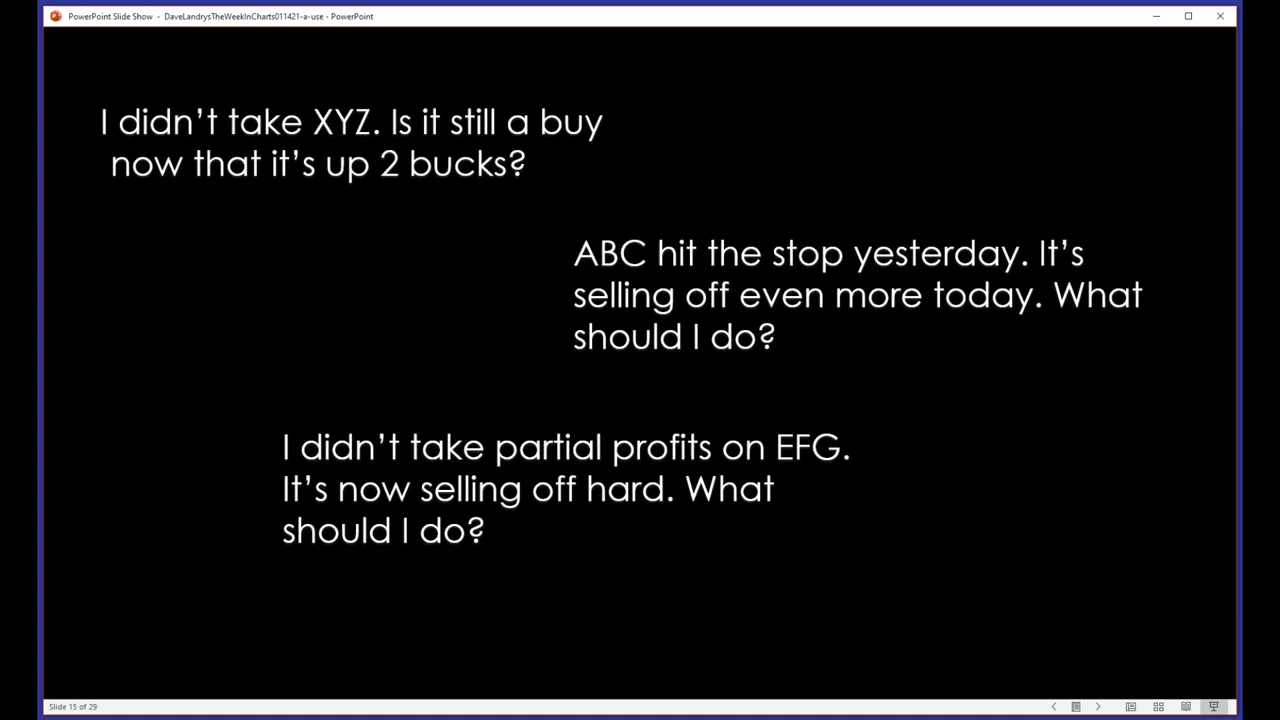 PowerPoint Slide Show - DaveLandrysTheWeekInCharts011421-a-use - PowerPoint
I didn’t take XYZ. Is it still a buy
now that it’s up 2 bucks?
ABC hit the stop yesterday. It’s
selling off even more today. What
should I do?
I didn’t take partial profits on EFG.
It’s now selling off hard. What
should I do?
Slide 15 of 29